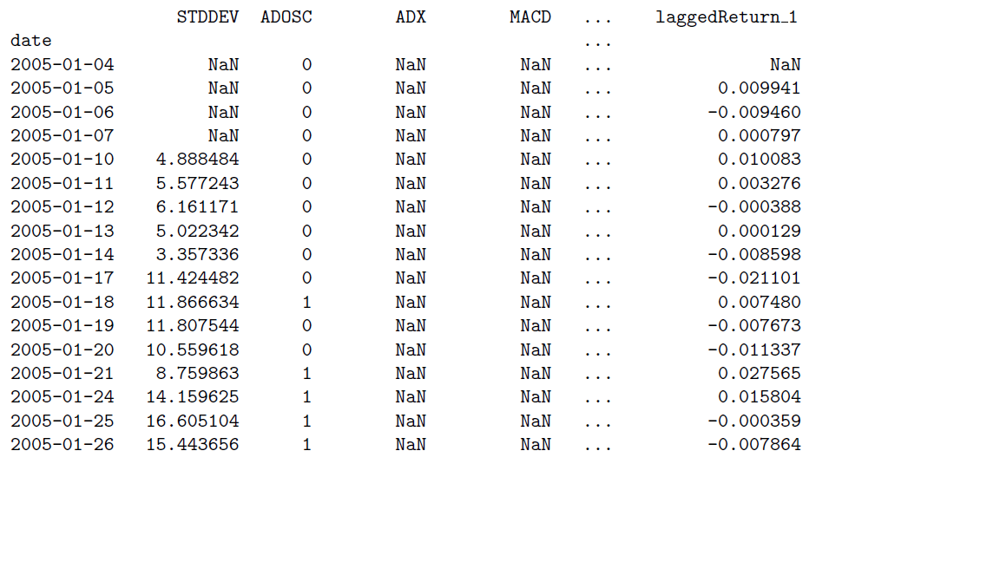 STDDEV ADOSC ADX MACD ... laggedReturn_1
date ...
2005-01-04 NaN 0 NaN NaN ... NaN
2005-01-05 NaN 0 NaN NaN ... 0.009941
2005-01-06 NaN 0 NaN NaN ... -0.009460
2005-01-07 NaN 0 NaN NaN ... 0.000797
2005-01-10 4.888484 0 NaN NaN ... 0.010083
2005-01-11 5.577243 0 NaN NaN ... 0.003276
2005-01-12 6.161171 0 NaN NaN ... -0.000388
2005-01-13 5.022342 0 NaN NaN ... 0.000129
2005-01-14 3.357336 0 NaN NaN ... -0.008598
2005-01-17 11.424482 0 NaN NaN ... -0.021101
2005-01-18 11.866634 1 NaN NaN ... 0.007480
2005-01-19 11.807544 0 NaN NaN ... -0.007673
2005-01-20 10.559618 0 NaN NaN ... -0.011337
2005-01-21 8.759863 1 NaN NaN ... 0.027565
2005-01-24 14.159625 1 NaN NaN ... 0.015804
2005-01-25 16.605104 1 NaN NaN ... -0.000359
2005-01-26 15.443656 1 NaN NaN ... -0.007864